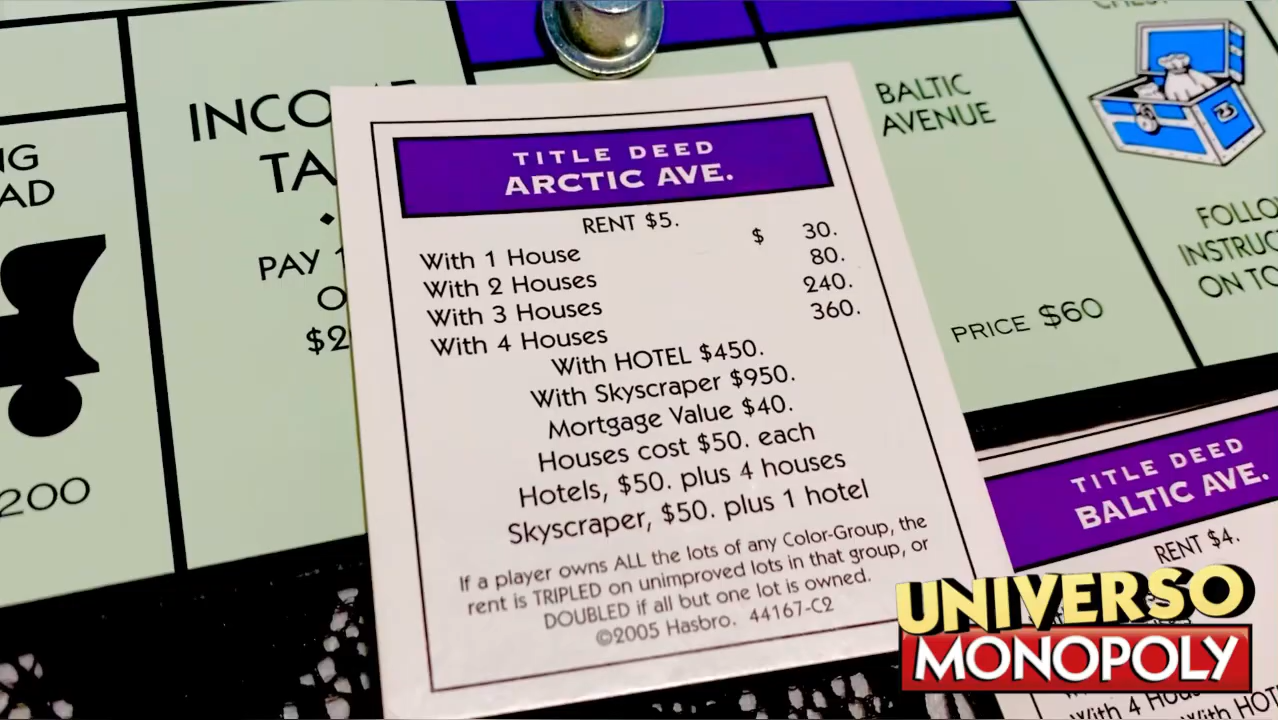 INCO
TA
PAY
$2
200
TITLE DEED
ARCTIC AVE.
RENT $5.
With 1 House $ 30.
With 2 Houses 80.
With 3 Houses 240.
With 4 Houses 360.
With HOTEL $450.
With Skyscraper $950.
Mortgage Value $40.
Houses cost $50. each
Hotels, $50. plus 4 houses
Skyscraper, $50. plus 1 hotel
If a player owns ALL the lots of any Color-Group, the
rent is TRIPLED on unimproved lots in that group, or
DOUBLED if all but one lot is owned.
©2005 Hasbro. 44167-C2
BALTIC
AVENUE
PRICE $60
FOLLO
INSTRUC
ON TO
TITLE DEED
BALTIC AVE.
RENT $4.
UNIVERSO
MONOPOLY